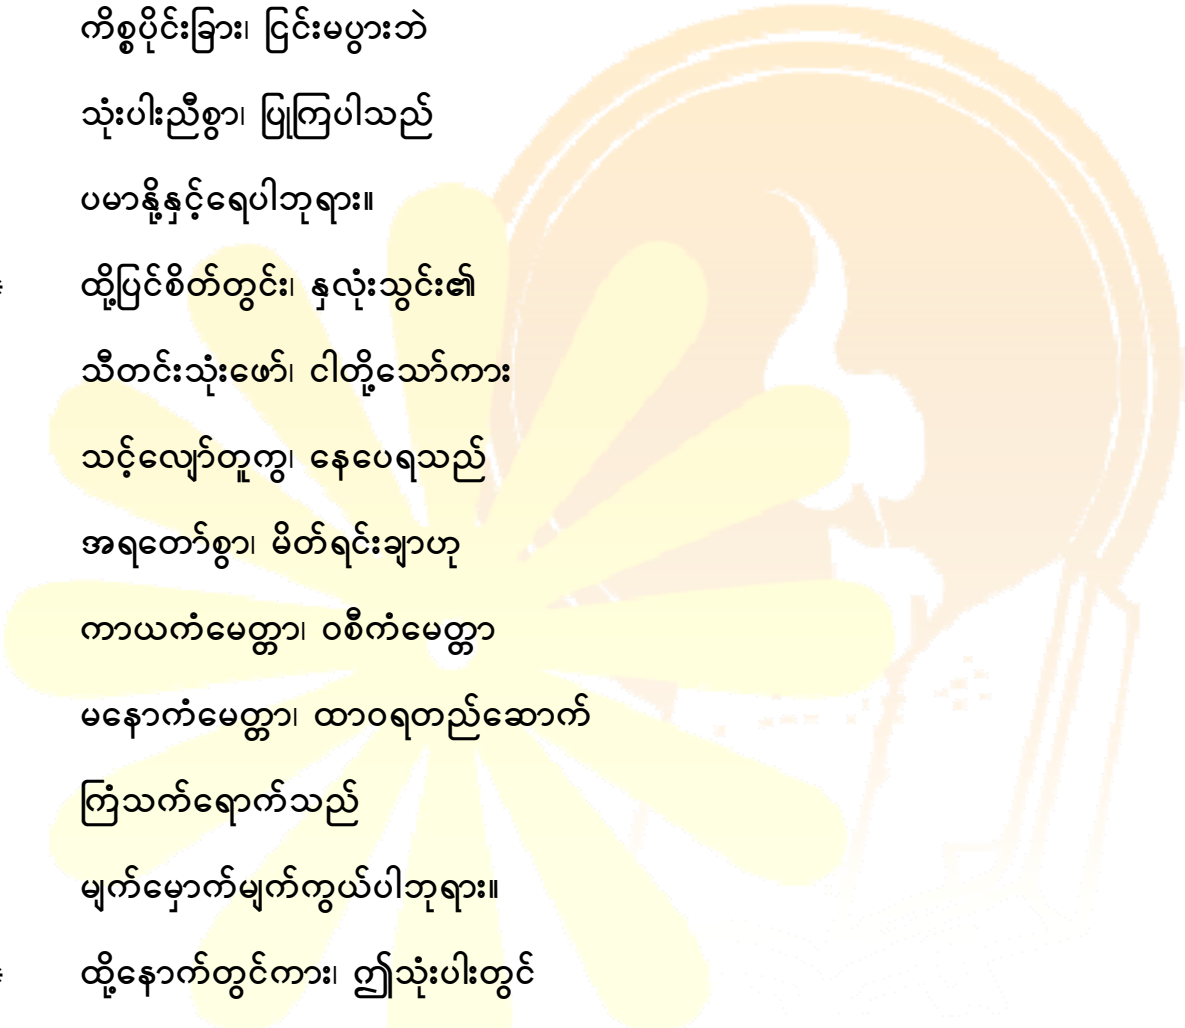 ကိစ္စပိုင်းခြား၊ ငြင်းမပွားဘဲ
သုံးပါးညီစွာ၊ ပြုကြပါသည်
ပမာနို့နှင့်ရေပါဘုရား။
ထို့ပြင်စိတ်တွင်း၊ နှလုံးသွင်း၏
သီတင်းသုံးဖော်၊ ငါတို့သော်ကား
သင့်လျော်တူကွ၊ နေပေရသည်
အရတော်စွာ၊ မိတ်ရင်းချာဟု
ကာယကံမေတ္တာ၊ ဝစီကံမေတ္တာ
မနောကံမေတ္တာ၊ ထာဝရတည်ဆောက်
ကြံသက်ရောက်သည်
မျက်မှောက်မျက်ကွယ်ပါဘုရား။
ထို့နောက်တွင်ကား၊ ဤသုံးပါးတွင်